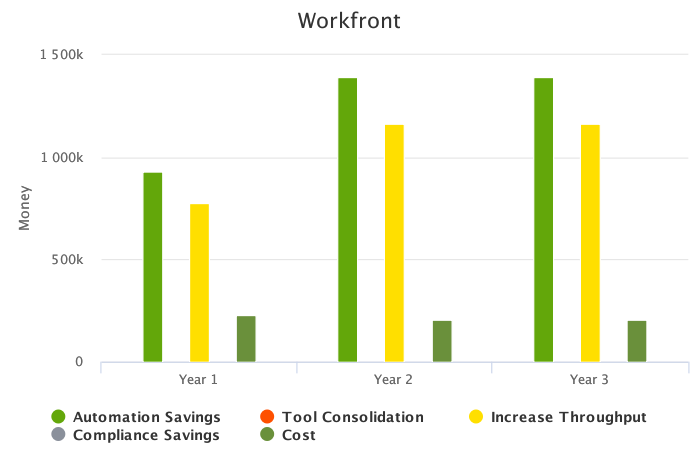 Workfront
1 500k
1 000k
500k
0
Money
Year 1
Year 2
Year 3
Automation Savings
Tool Consolidation
Increase Throughput
Compliance Savings
Cost